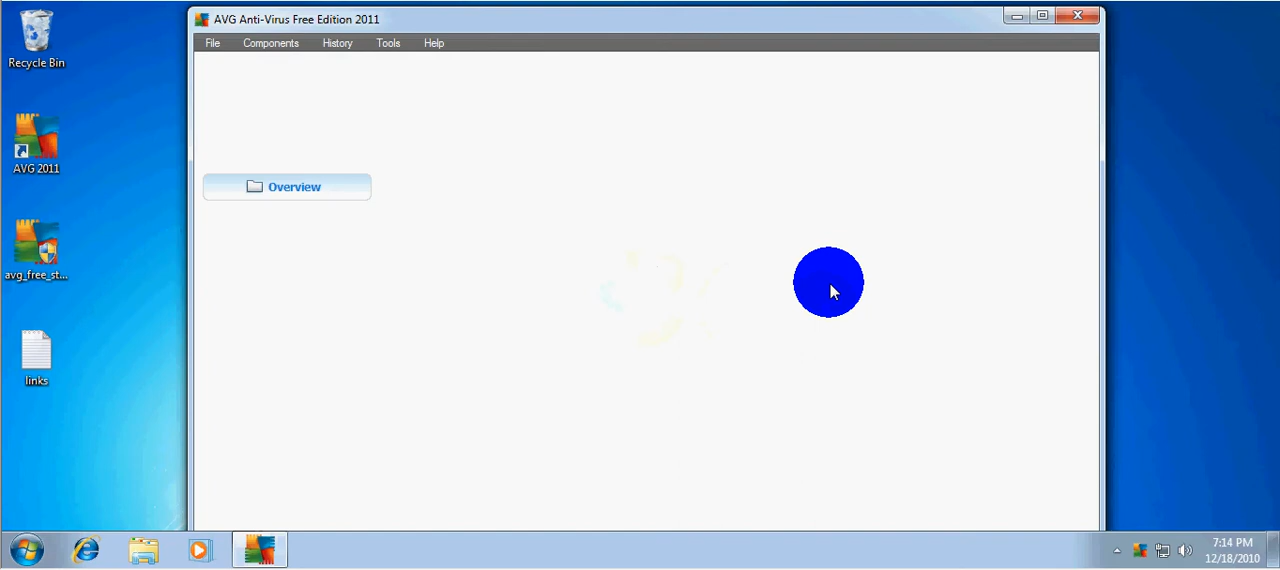 AVG Anti-Virus Free Edition 2011
File Components History Tools Help
Recycle Bin
AVG 2011
Overview
avg_free_st...
links
7:14 PM
12/18/2010